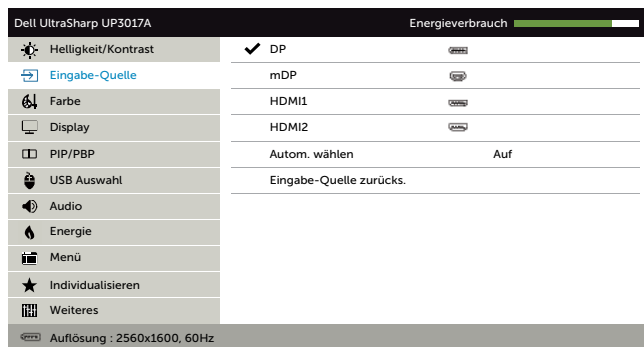 Dell UltraSharp UP3017A Energieverbrauch
Helligkeit/Kontrast DP
Eingabe-Quelle mDP
Farbe HDMI1
Display HDMI2
PIP/PBP Autom. wählen Auf
USB Auswahl Eingabe-Quelle zurücks.
Audio
Energie
Menü
Individualisieren
Weiteres
Auflösung : 2560x1600, 60Hz